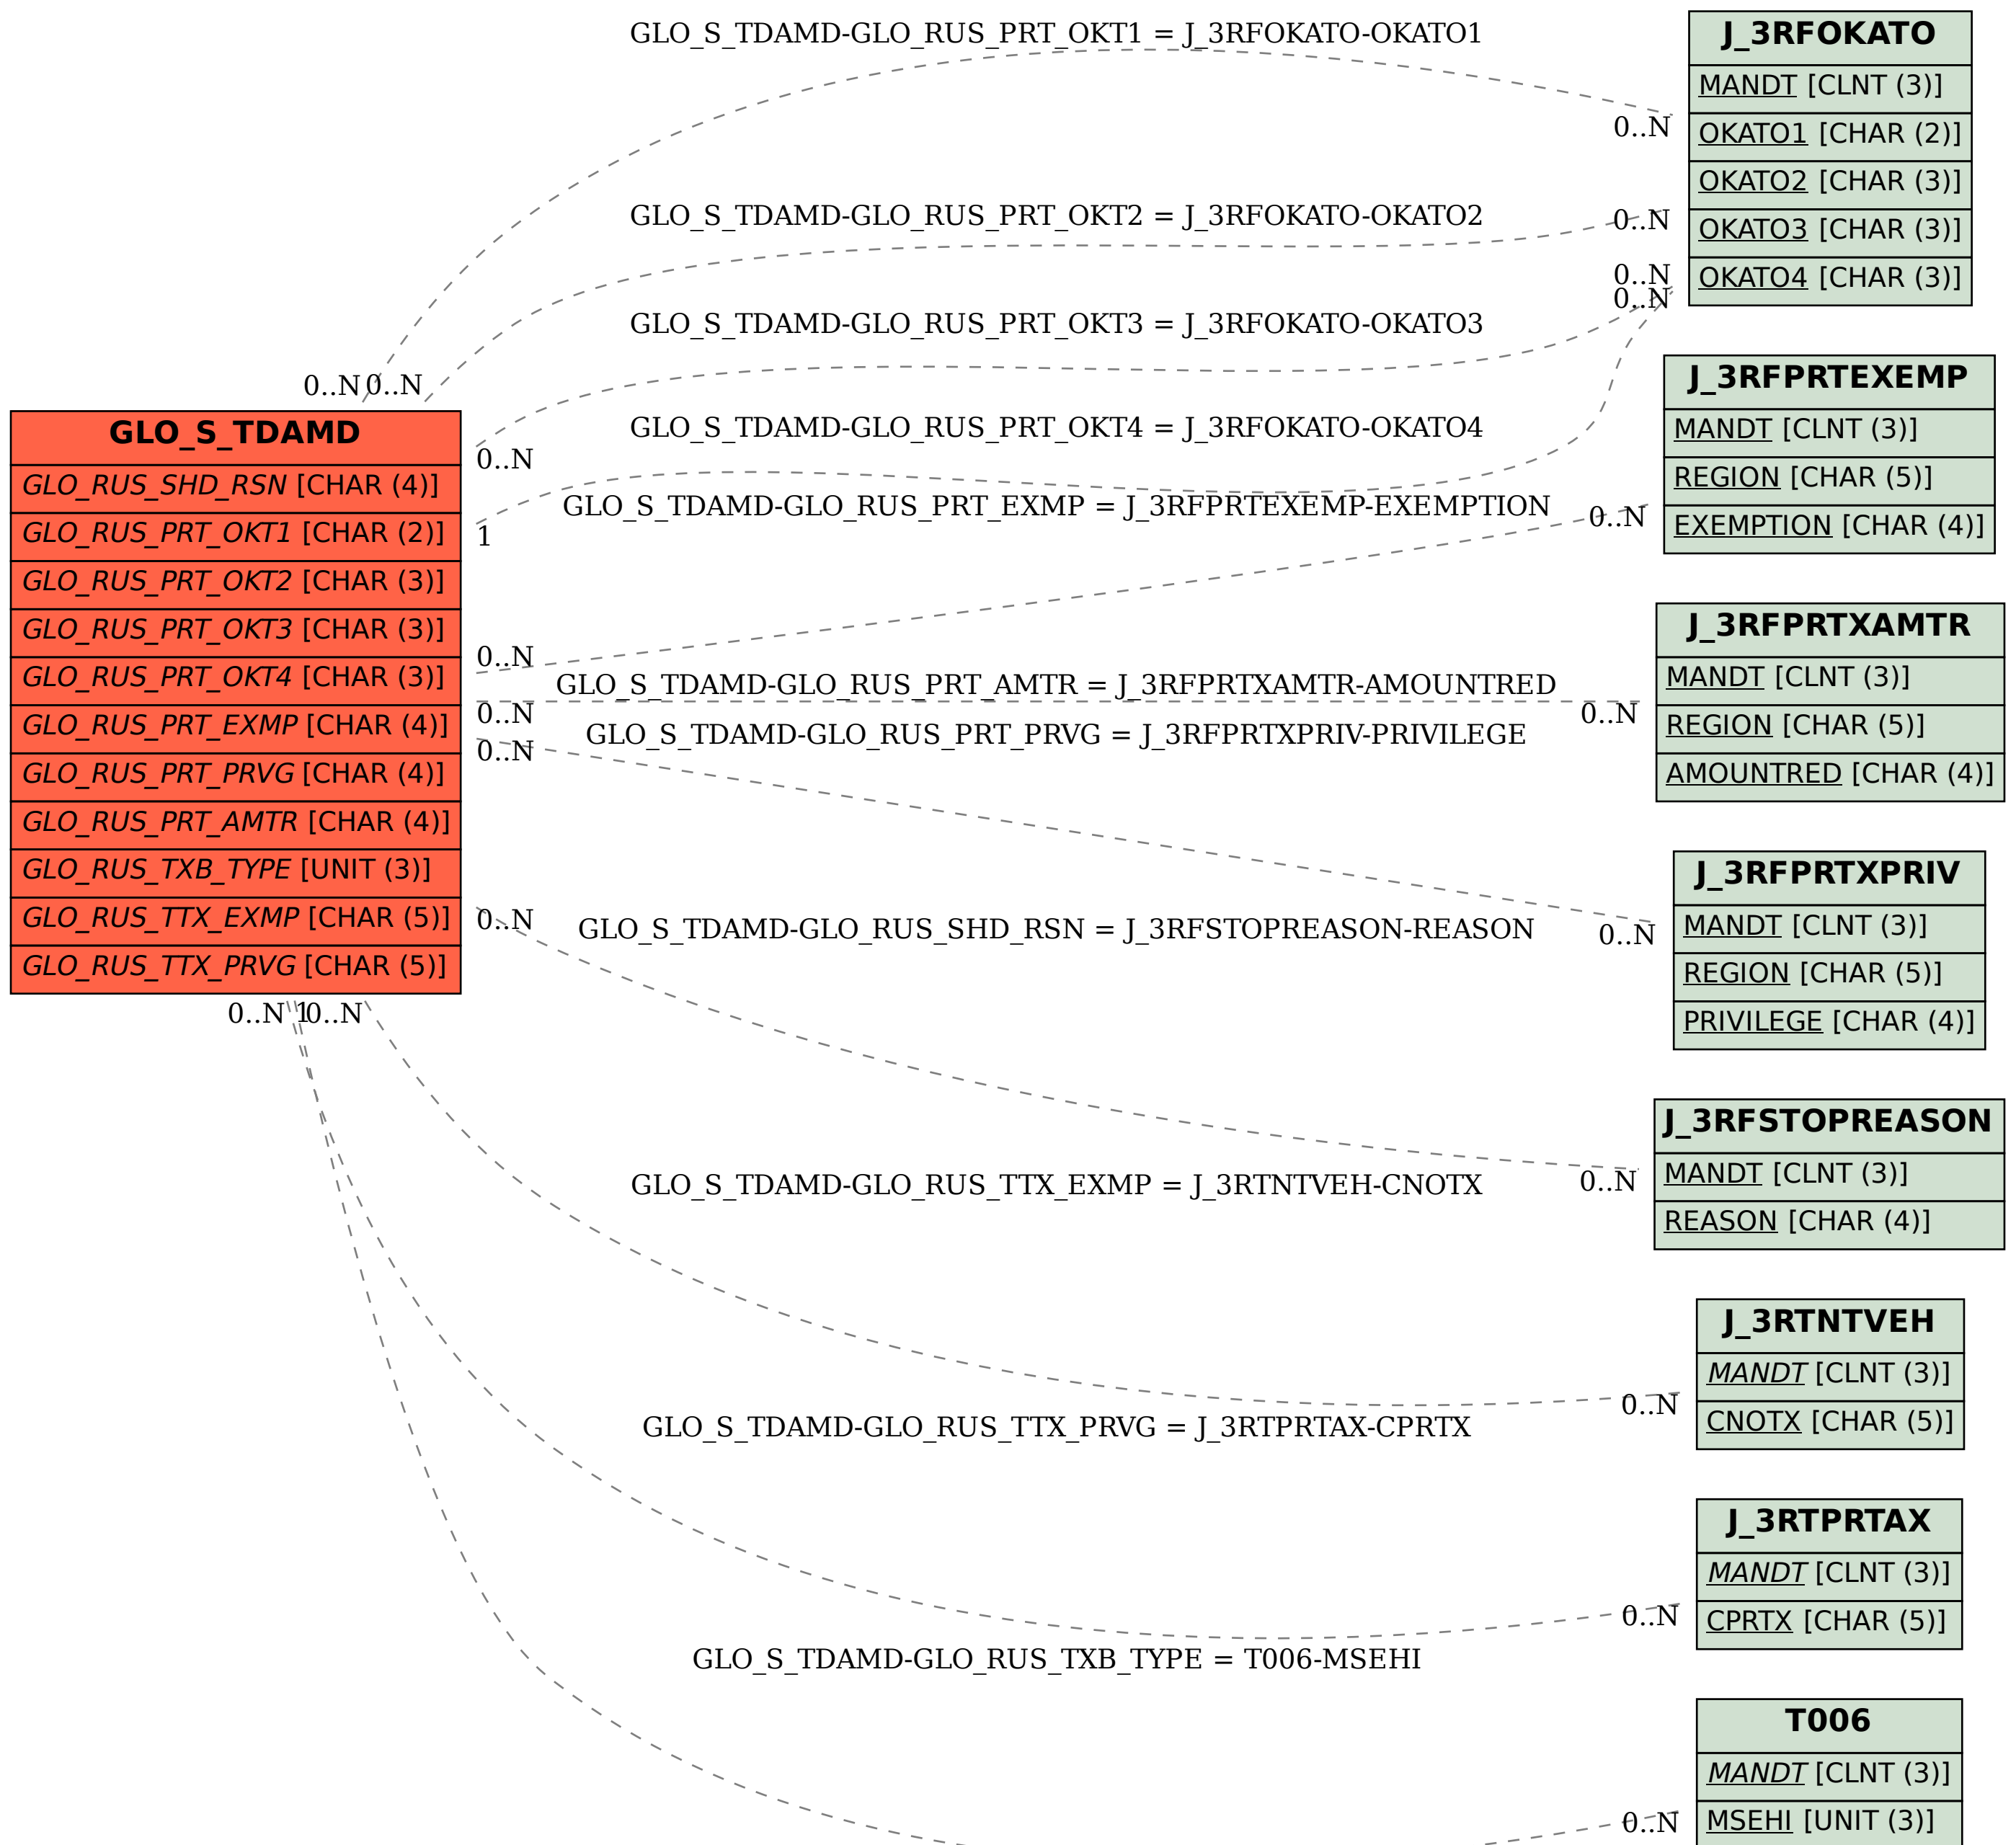 GLO_S_TDAMD-GLO_RUS_PRT_OKT1 = J_3RFOKATO-OKATO1
0..N
GLO_S_TDAMD-GLO_RUS_PRT_OKT2 = J_3RFOKATO-OKATO2
0..N
0..N
0..N
GLO_S_TDAMD-GLO_RUS_PRT_OKT3 = J_3RFOKATO-OKATO3
0..N
0..N
GLO_S_TDAMD-GLO_RUS_PRT_OKT4 = J_3RFOKATO-OKATO4
0..N
1
GLO_S_TDAMD-GLO_RUS_PRT_EXMP = J_3RFPRTEXEMP-EXEMPTION
0..N
0..N
GLO_S_TDAMD-GLO_RUS_PRT_AMTR = J_3RFPRTXAMTR-AMOUNTRED
0..N
0..N
GLO_S_TDAMD-GLO_RUS_PRT_PRVG = J_3RFPRTXPRIV-PRIVILEGE
0..N
0..N
GLO_S_TDAMD-GLO_RUS_SHD_RSN = J_3RFSTOPREASON-REASON
0..N
0..N
0..N
1
0..N
GLO_S_TDAMD-GLO_RUS_TTX_EXMP = J_3RTNTVEH-CNOTX
0..N
0..N
GLO_S_TDAMD-GLO_RUS_TTX_PRVG = J_3RTPRTAX-CPRTX
0..N
GLO_S_TDAMD-GLO_RUS_TXB_TYPE = T006-MSEHI
0..N
GLO_S_TDAMD
GLO_RUS_SHD_RSN [CHAR (4)]
GLO_RUS_PRT_OKT1 [CHAR (2)]
GLO_RUS_PRT_OKT2 [CHAR (3)]
GLO_RUS_PRT_OKT3 [CHAR (3)]
GLO_RUS_PRT_OKT4 [CHAR (3)]
GLO_RUS_PRT_EXMP [CHAR (4)]
GLO_RUS_PRT_PRVG [CHAR (4)]
GLO_RUS_PRT_AMTR [CHAR (4)]
GLO_RUS_TXB_TYPE [UNIT (3)]
GLO_RUS_TTX_EXMP [CHAR (5)]
GLO_RUS_TTX_PRVG [CHAR (5)]
J_3RFOKATO
MANDT [CLNT (3)]
OKATO1 [CHAR (2)]
OKATO2 [CHAR (3)]
OKATO3 [CHAR (3)]
OKATO4 [CHAR (3)]
J_3RFPRTEXEMP
MANDT [CLNT (3)]
REGION [CHAR (5)]
EXEMPTION [CHAR (4)]
J_3RFPRTXAMTR
MANDT [CLNT (3)]
REGION [CHAR (5)]
AMOUNTRED [CHAR (4)]
J_3RFPRTXPRIV
MANDT [CLNT (3)]
REGION [CHAR (5)]
PRIVILEGE [CHAR (4)]
J_3RFSTOPREASON
MANDT [CLNT (3)]
REASON [CHAR (4)]
J_3RTNTVEH
MANDT [CLNT (3)]
CNOTX [CHAR (5)]
J_3RTPRTAX
MANDT [CLNT (3)]
CPRTX [CHAR (5)]
T006
MANDT [CLNT (3)]
MSEHI [UNIT (3)]